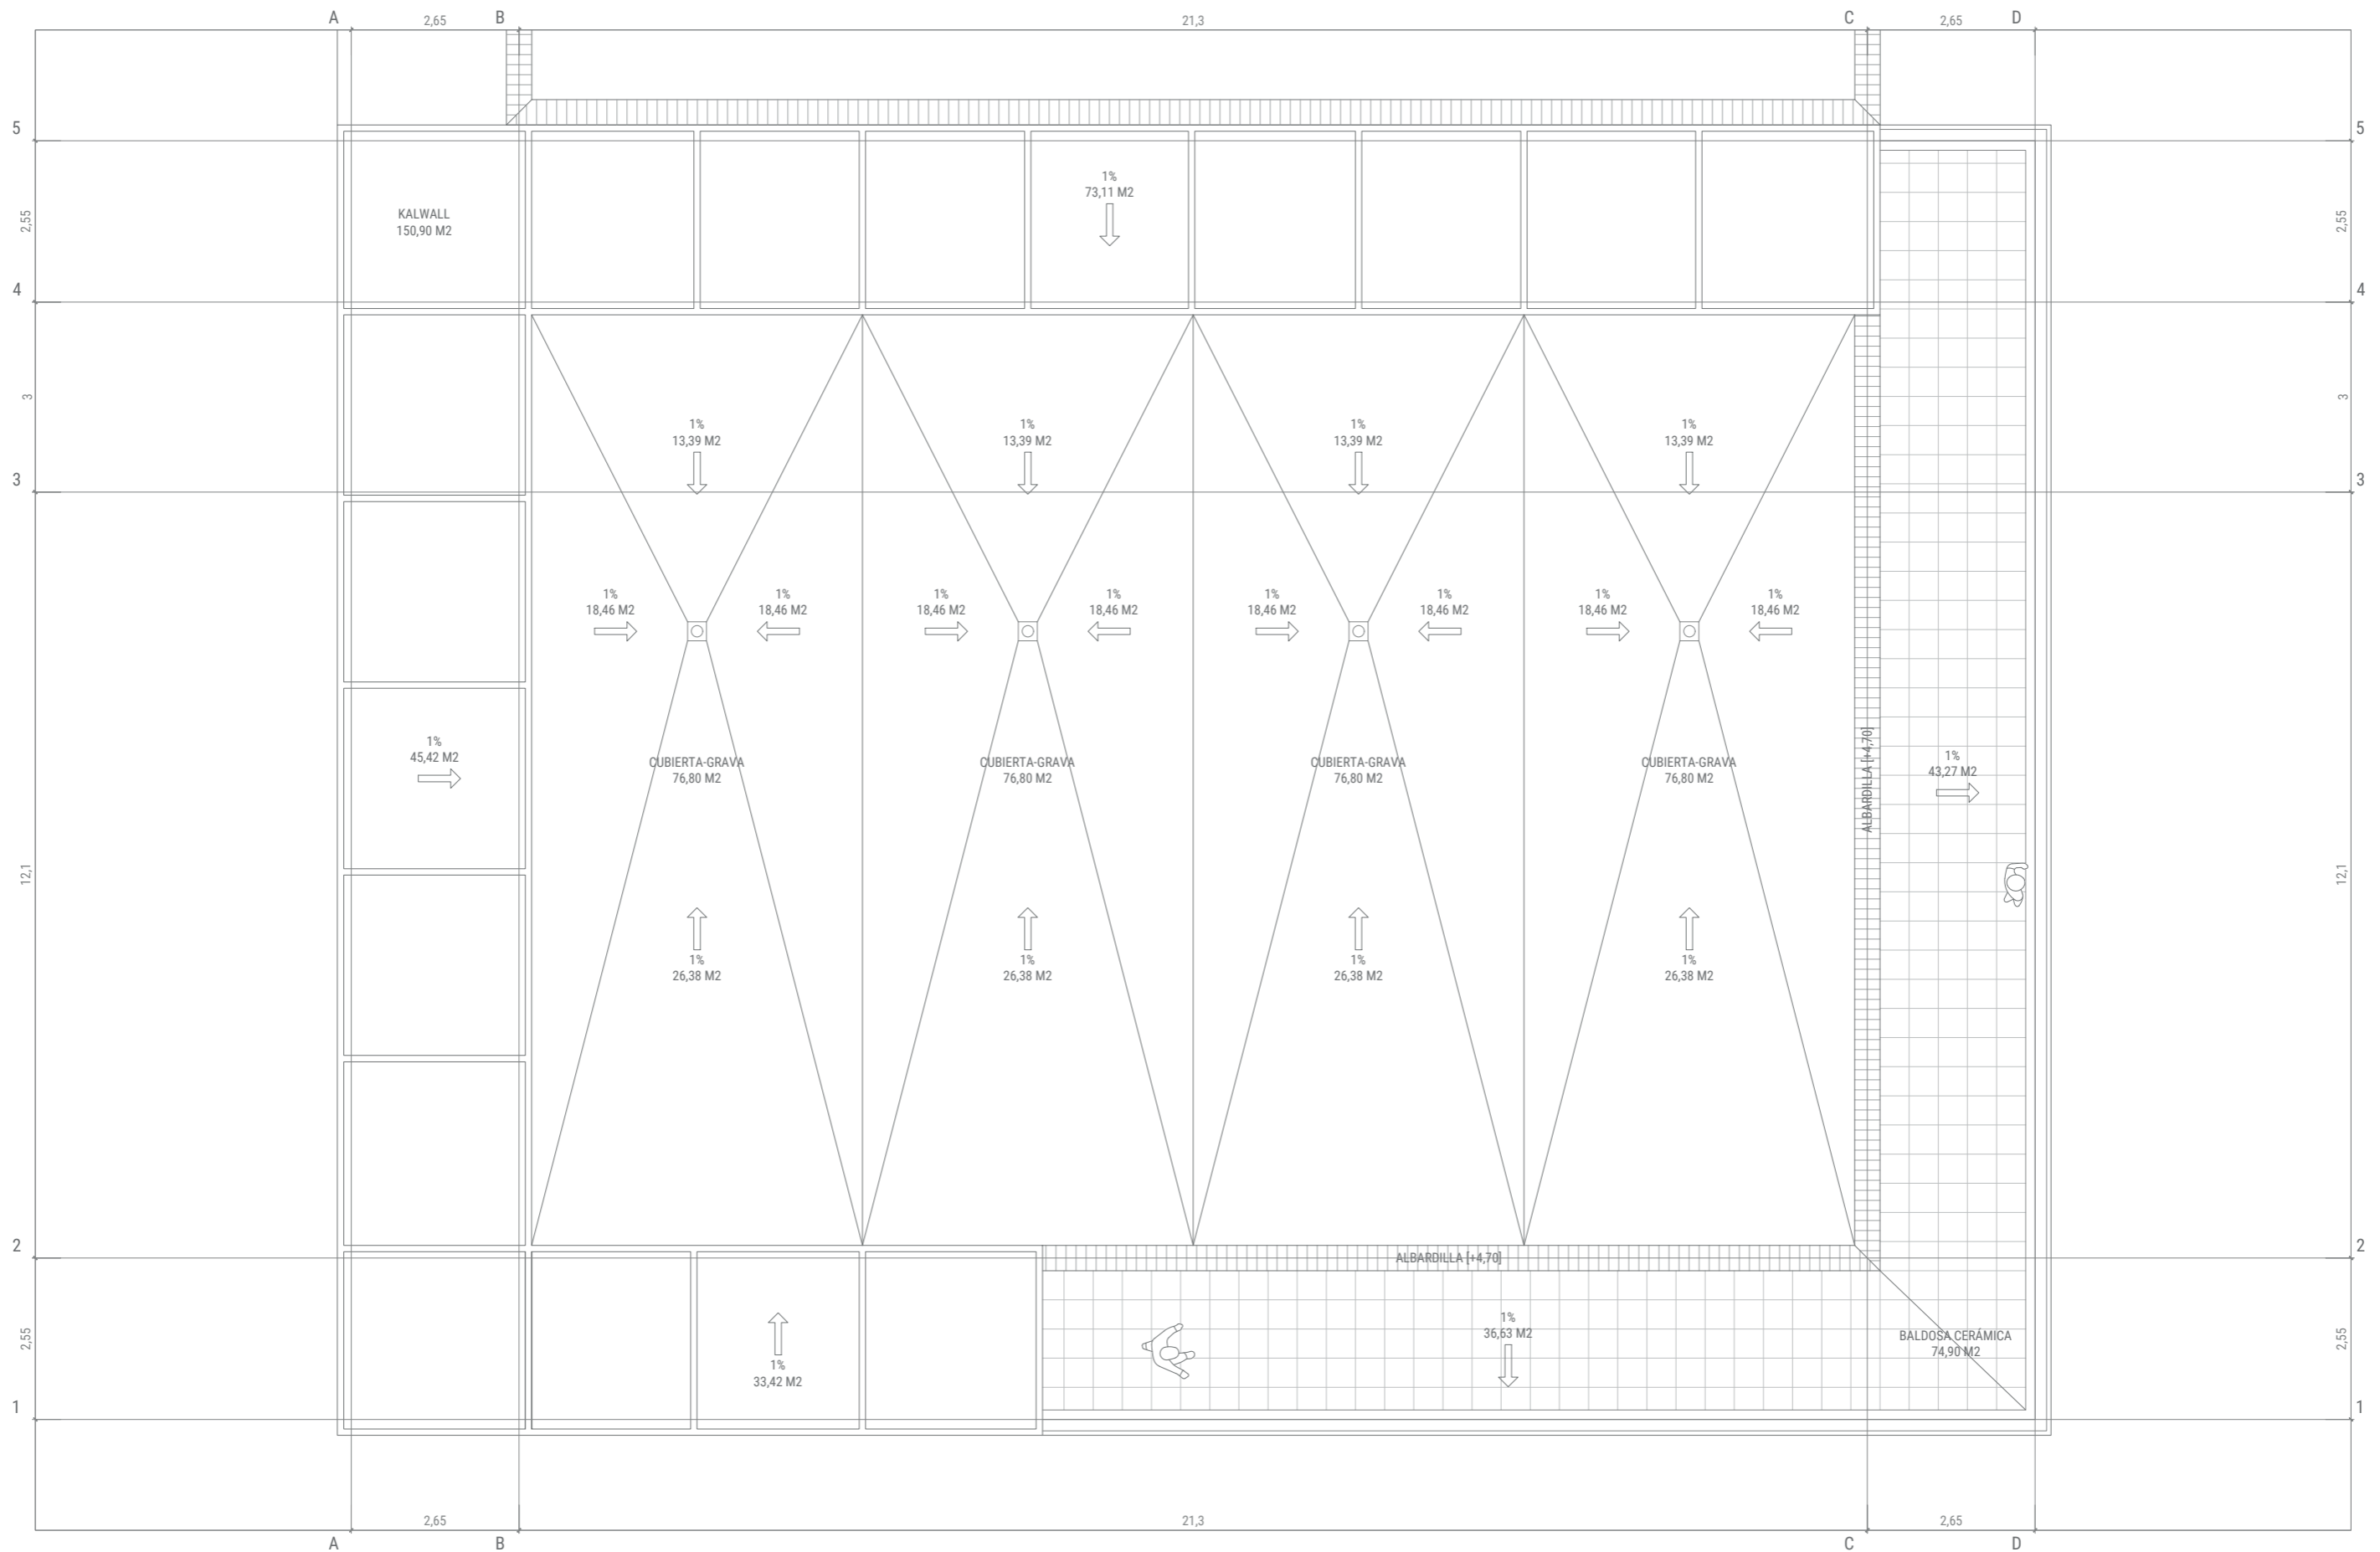 A
2,65
B
21,3
C
2,65
D
5
5
1%
73,11 M2
KALWALL
150,90 M2
2,55
2,55
4
4
3
3
1%
13,39 M2
1%
13,39 M2
1%
13,39 M2
1%
13,39 M2
3
3
1%
18,46 M2
1%
18,46 M2
1%
18,46 M2
1%
18,46 M2
1%
18,46 M2
1%
18,46 M2
1%
18,46 M2
1%
18,46 M2
1%
45,42 M2
CUBIERTA-GRAVA
76,80 M2
CUBIERTA-GRAVA
76,80 M2
CUBIERTA-GRAVA
76,80 M2
CUBIERTA-GRAVA
76,80 M2
ALBARDILLA [+4,70]
1%
43,27 M2
12,1
12,1
1%
26,38 M2
1%
26,38 M2
1%
26,38 M2
1%
26,38 M2
2
2
ALBARDILLA [+4,70]
1%
36,63 M2
BALDOSA CERÁMICA
74,90 M2
2,55
2,55
1%
33,42 M2
1
1
2,65
21,3
2,65
A
B
C
D